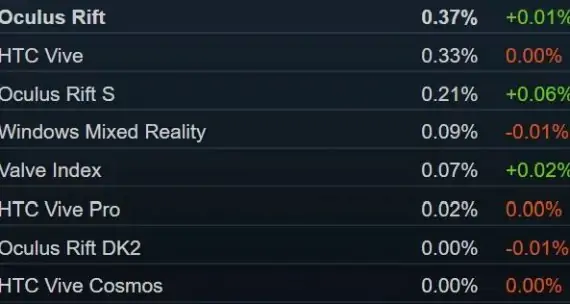 Oculus Rift 0.37% +0.01%
HTC Vive 0.33% 0.00%
Oculus Rift S 0.21% +0.06%
Windows Mixed Reality 0.09% -0.01%
Valve Index 0.07% +0.02%
HTC Vive Pro 0.02% 0.00%
Oculus Rift DK2 0.00% -0.01%
HTC Vive Cosmos 0.00% 0.00%